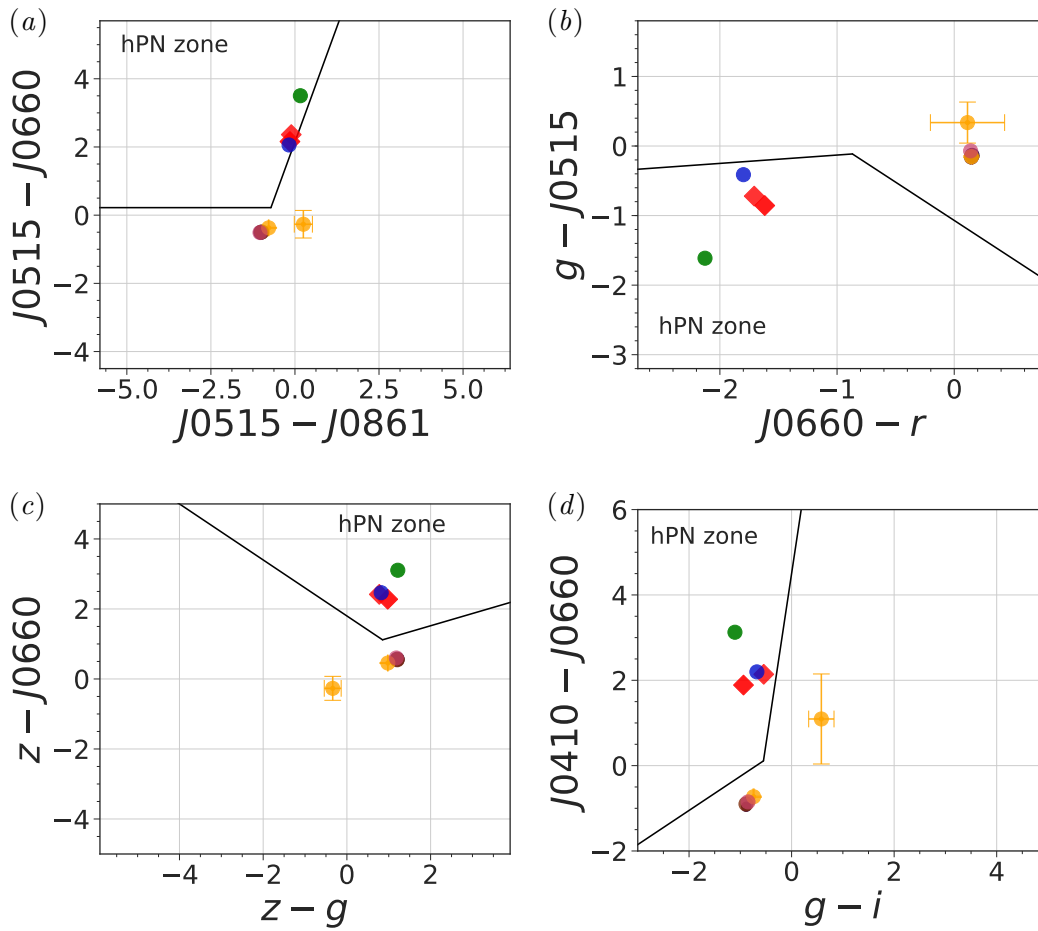 (a)
hPN zone
J0515 − J0660
4
2
0
−2
−4
−5.0 −2.5 0.0 2.5 5.0
J0515 − J0861
(b)
hPN zone
g − J0515
1
0
−1
−2
−3
−2 −1 0
J0660 − r
(c)
hPN zone
z − J0660
4
2
0
−2
−4
−4 −2 0 2
z − g
(d)
hPN zone
J0410 − J0660
6
4
2
0
−2
−2 0 2 4
g − i